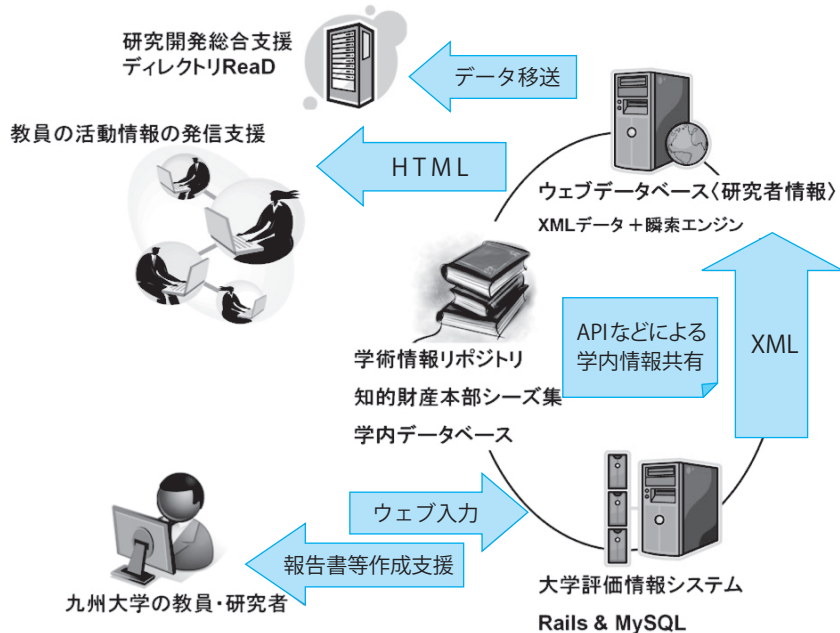 研究開発総合支援
ディレクトリReaD
データ移送
教員の活動情報の発信支援
HTML
ウェブデータベース〈研究者情報〉
XMLデータ＋瞬索エンジン
APIなどによる
学内情報共有
XML
学術情報リポジトリ
知的財産本部シーズ集
学内データベース
ウェブ入力
報告書等作成支援
九州大学の教員・研究者
大学評価情報システム
Rails & MySQL